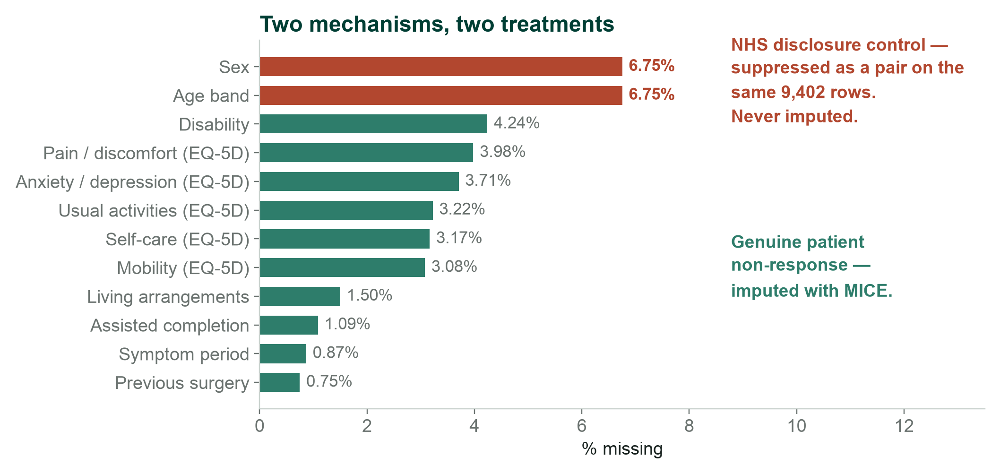 Two mechanisms, two treatments
Sex
6.75%
Age band
6.75%
Disability
4.24%
Pain / discomfort (EQ-5D)
3.98%
Anxiety / depression (EQ-5D)
3.71%
Usual activities (EQ-5D)
3.22%
Self-care (EQ-5D)
3.17%
Mobility (EQ-5D)
3.08%
Living arrangements
1.50%
Assisted completion
1.09%
Symptom period
0.87%
Previous surgery
0.75%
NHS disclosure control —
suppressed as a pair on the
same 9,402 rows.
Never imputed.
Genuine patient
non-response —
imputed with MICE.
0 2 4 6 8 10 12
% missing